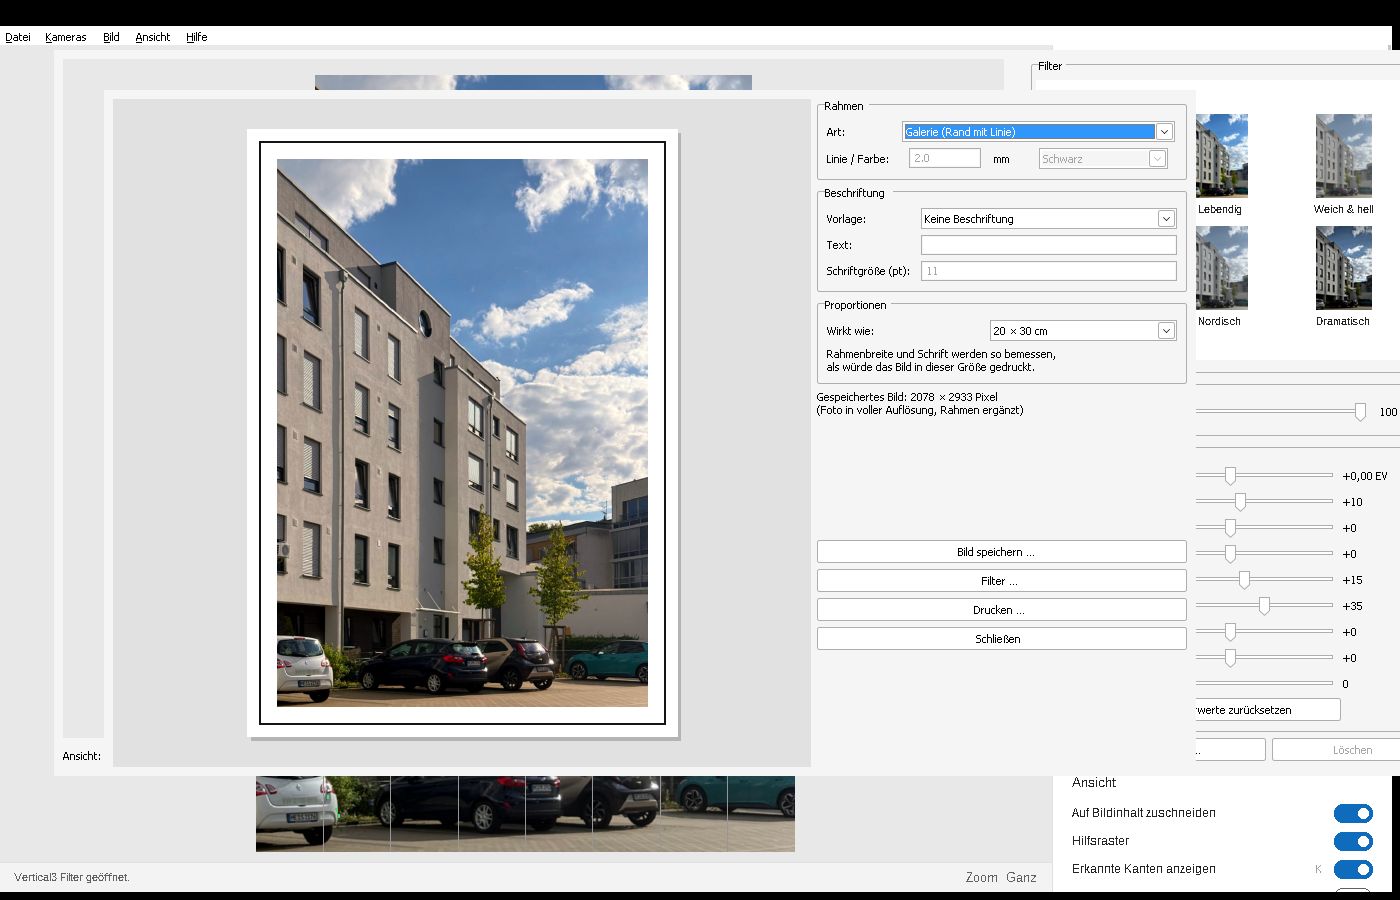 Datei Kameras Bild Ansicht Hilfe
Filter
Rahmen
Art: Galerie (Rand mit Linie)
Linie / Farbe: 2.0 mm Schwarz
Beschriftung
Vorlage: Keine Beschriftung
Text:
Schriftgröße (pt): 11
Proportionen
Wirkt wie: 20 × 30 cm
Rahmenbreite und Schrift werden so bemessen,
als würde das Bild in dieser Größe gedruckt.
Gespeichertes Bild: 2078 × 2933 Pixel
(Foto in voller Auflösung, Rahmen ergänzt)
Bild speichern ...
Filter ...
Drucken ...
Schließen
Lebendig Weich & hell
Nordisch Dramatisch
100
+0,00 EV
+10
+0
+0
+15
+35
+0
+0
0
werte zurücksetzen
... Löschen
Ansicht:
Ansicht
Auf Bildinhalt zuschneiden
Hilfsraster
Erkannte Kanten anzeigen K
Vertical3 Filter geöffnet.
Zoom Ganz